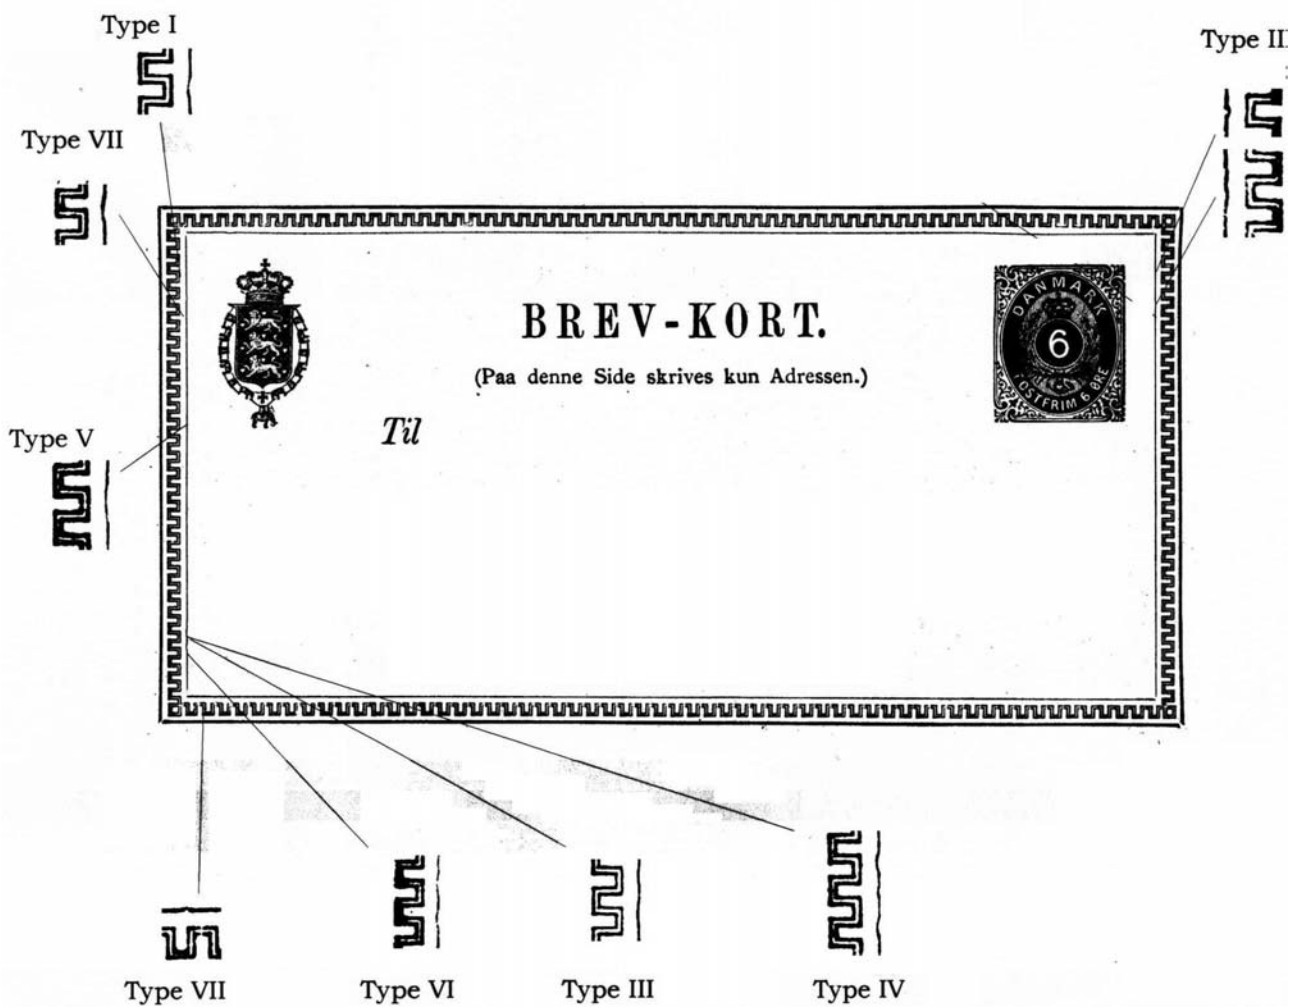 Type I
Type III
Type VII
BREV-KORT.
(Paa denne Side skrives kun Adressen.)
Til
DANMARK
6
POSTFRIM 6 ØRE
Type V
Type VII
Type VI
Type III
Type IV